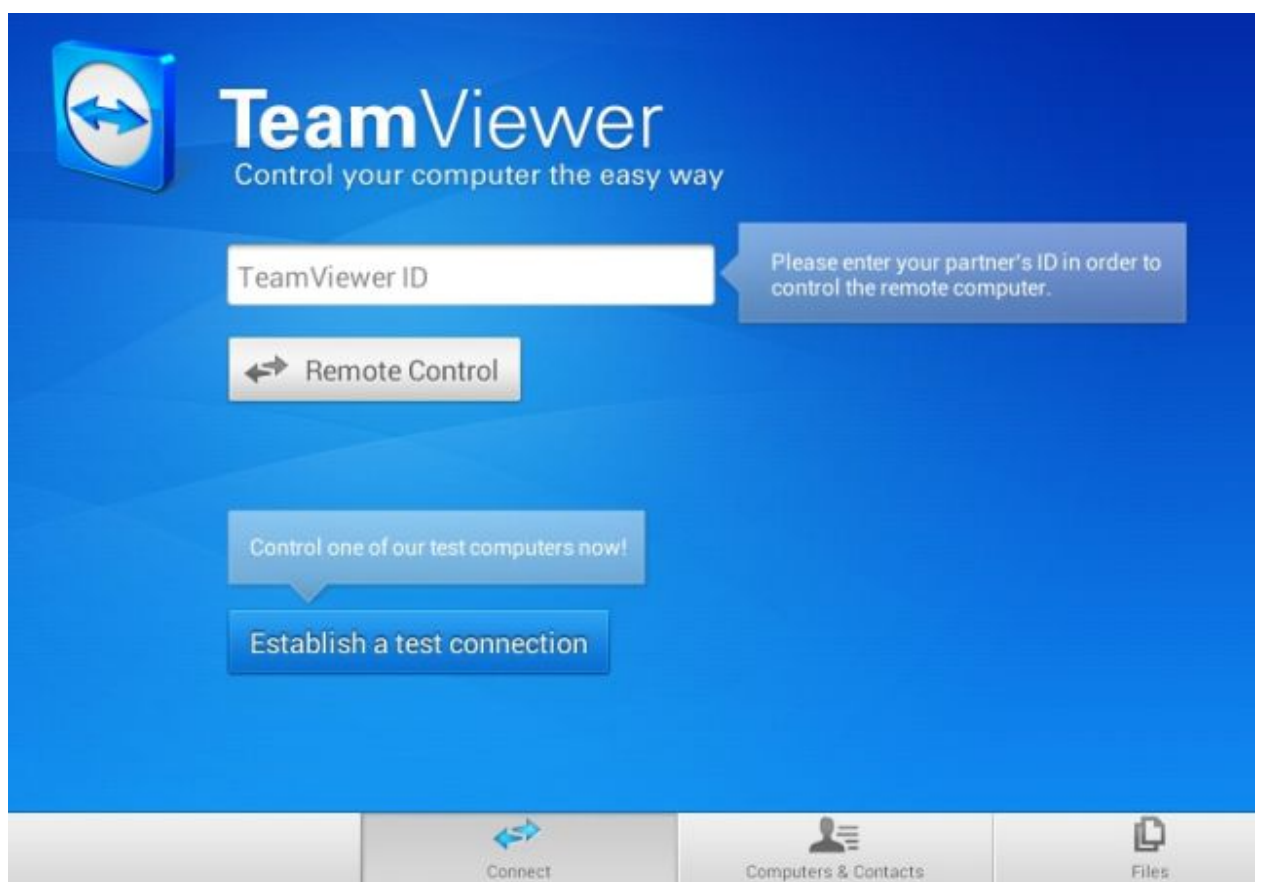 TeamViewer
Control your computer the easy way
TeamViewer ID
Please enter your partner's ID in order to
control the remote computer.
Remote Control
Control one of our test computers now!
Establish a test connection
Connect
Computers & Contacts
Files